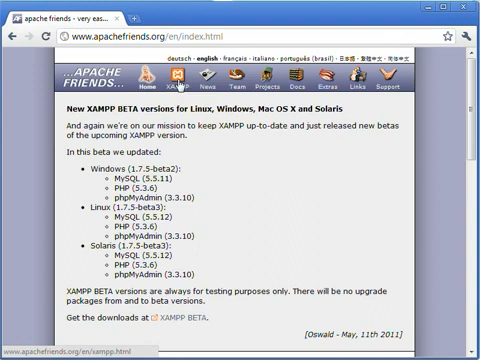 apache friends - very eas...
www.apachefriends.org/en/index.html
deutsch · english · français · italiano · português (brasil) · 日本語 · 繁體中文 · 简体中文
...APACHE
FRIENDS...
Home XAMPP News Team Projects Docs Extras Links Support
New XAMPP BETA versions for Linux, Windows, Mac OS X and Solaris
And again we're on our mission to keep XAMPP up-to-date and just released new betas
of the upcoming XAMPP version.
In this beta we updated:
Windows (1.7.5-beta2):
MySQL (5.5.11)
PHP (5.3.6)
phpMyAdmin (3.3.10)
Linux (1.7.5-beta3):
MySQL (5.5.12)
PHP (5.3.6)
phpMyAdmin (3.3.10)
Solaris (1.7.5-beta3):
MySQL (5.5.12)
PHP (5.3.6)
phpMyAdmin (3.3.10)
XAMPP BETA versions are always for testing purposes only. There will be no upgrade
packages from and to beta versions.
Get the downloads at XAMPP BETA.
[Oswald - May, 11th 2011]
www.apachefriends.org/en/xampp.html